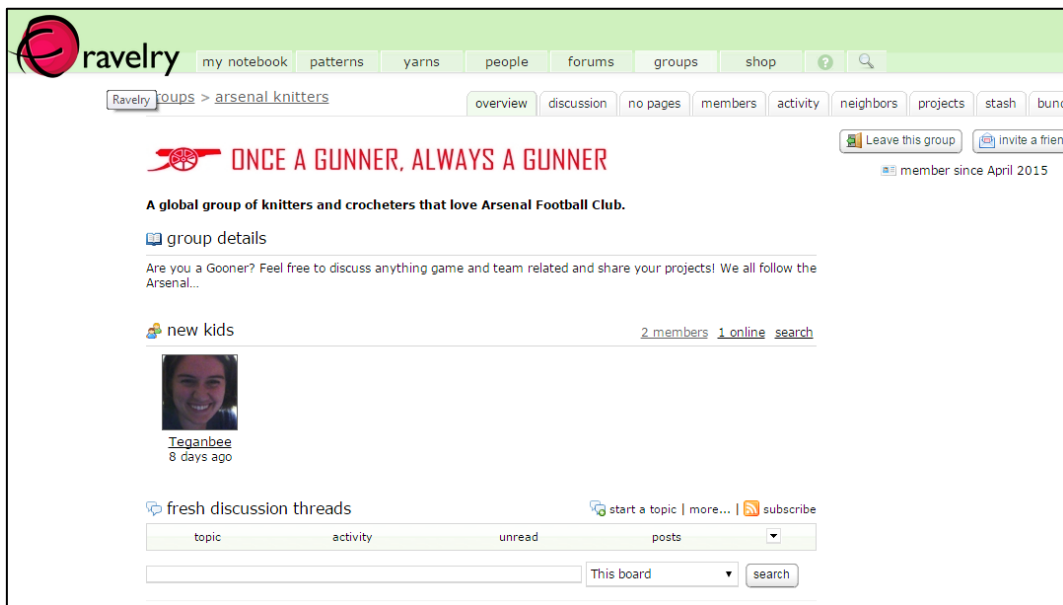 ravelry
my notebook patterns yarns people forums groups shop ?
Ravelry
roups > arsenal knitters
overview discussion no pages members activity neighbors projects stash bund
ONCE A GUNNER, ALWAYS A GUNNER
Leave this group invite a frien
member since April 2015
A global group of knitters and crocheters that love Arsenal Football Club.
group details
Are you a Gooner? Feel free to discuss anything game and team related and share your projects! We all follow the
Arsenal...
new kids 2 members 1 online search
Teganbee
8 days ago
fresh discussion threads start a topic | more... | subscribe
topic activity unread posts
This board search